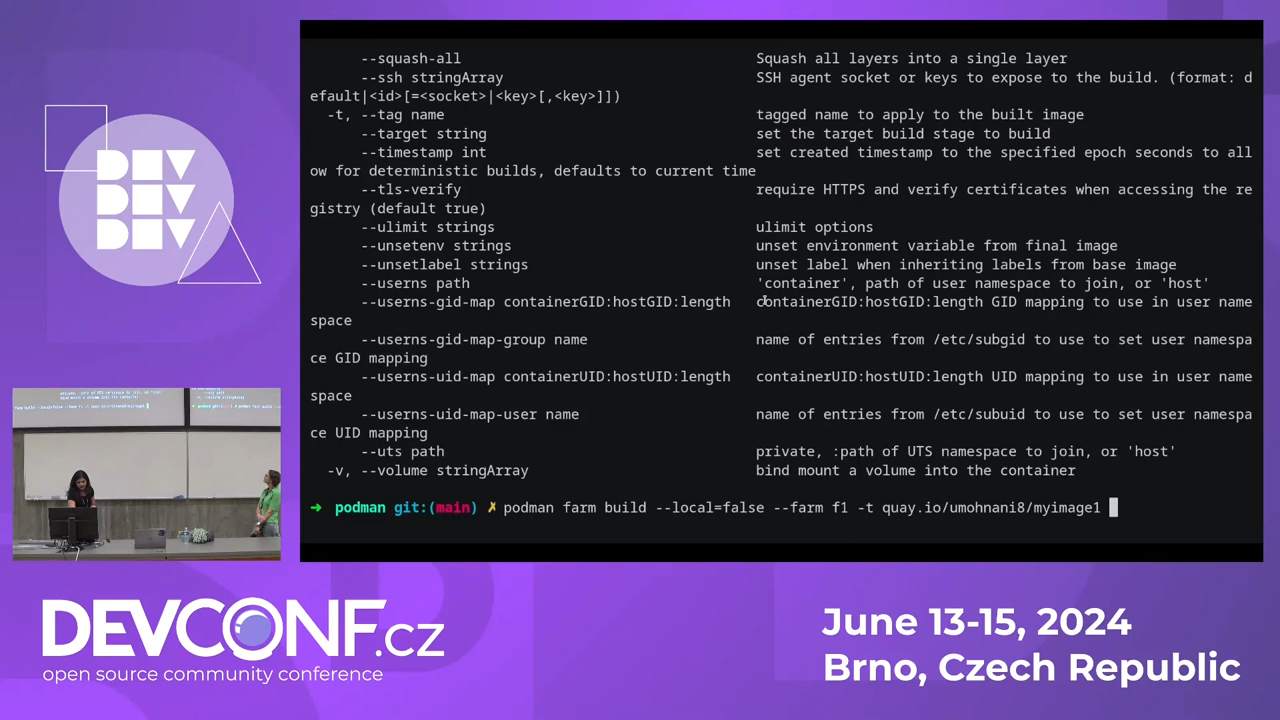 --squash-all Squash all layers into a single layer
--ssh stringArray SSH agent socket or keys to expose to the build. (format: d
efault|<id>[=<socket>|<key>[,<key>]])
-t, --tag name tagged name to apply to the built image
--target string set the target build stage to build
--timestamp int set created timestamp to the specified epoch seconds to all
ow for deterministic builds, defaults to current time
--tls-verify require HTTPS and verify certificates when accessing the re
gistry (default true)
--ulimit strings ulimit options
--unsetenv strings unset environment variable from final image
--unsetlabel strings unset label when inheriting labels from base image
--userns path 'container', path of user namespace to join, or 'host'
--userns-gid-map containerGID:hostGID:length containerGID:hostGID:length GID mapping to use in user name
space
--userns-gid-map-group name name of entries from /etc/subgid to use to set user namespa
ce GID mapping
--userns-uid-map containerUID:hostUID:length containerUID:hostUID:length UID mapping to use in user name
space
--userns-uid-map-user name name of entries from /etc/subuid to use to set user namespa
ce UID mapping
--uts path private, :path of UTS namespace to join, or 'host'
-v, --volume stringArray bind mount a volume into the container
➜ podman git:(main) ✗ podman farm build --local=false --farm f1 -t quay.io/umohnani8/myimage1
DEV
DEV
DEV
DEVCONF.cz
open source community conference
June 13-15, 2024
Brno, Czech Republic